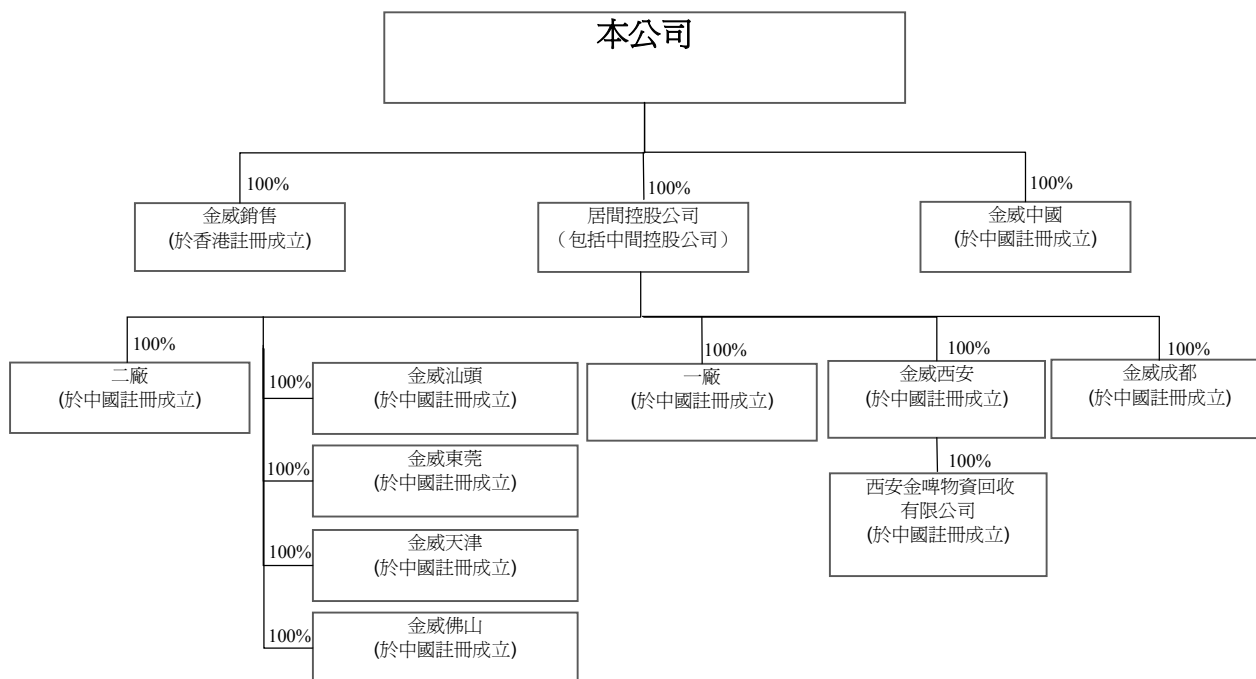 本公司
100%
100%
100%
金威銷售
(於香港註冊成立)
居間控股公司
（包括中間控股公司）
金威中國
(於中國註冊成立)
100%
100%
100%
100%
二廠
(於中國註冊成立)
100%
金威汕頭
(於中國註冊成立)
一廠
(於中國註冊成立)
金威西安
(於中國註冊成立)
金威成都
(於中國註冊成立)
100%
金威東莞
(於中國註冊成立)
100%
西安金啤物資回收
有限公司
(於中國註冊成立)
100%
金威天津
(於中國註冊成立)
100%
金威佛山
(於中國註冊成立)